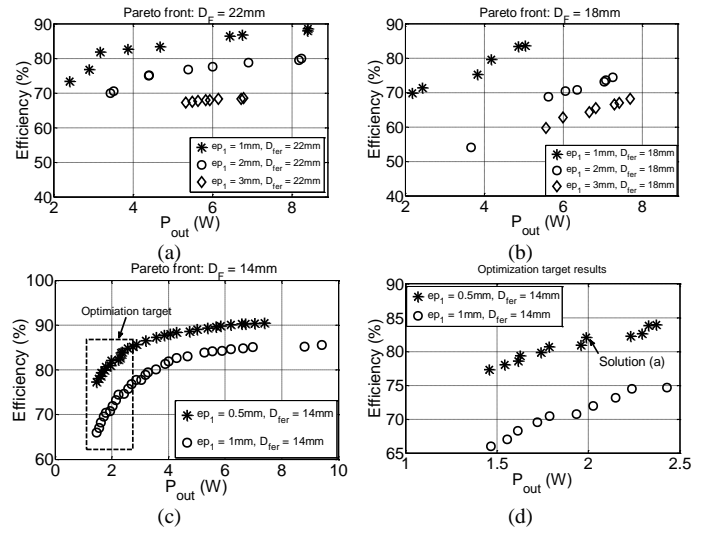 Pareto front: D_F = 22mm
Efficiency (%)
90
80
70
60
50
40
ep_1 = 1mm, D_fer = 22mm
ep_1 = 2mm, D_fer = 22mm
ep_1 = 3mm, D_fer = 22mm
2 4 6 8
P_out (W)
(a)
Pareto front: D_F = 18mm
Efficiency (%)
90
80
70
60
50
40
ep_1 = 1mm, D_fer = 18mm
ep_1 = 2mm, D_fer = 18mm
ep_1 = 3mm, D_fer = 18mm
2 4 6 8
P_out (W)
(b)
Pareto front: D_F = 14mm
Efficiency (%)
100
90
80
70
60
Optimiation target
ep_1 = 0.5mm, D_fer = 14mm
ep_1 = 1mm, D_fer = 14mm
0 2 4 6 8 10
P_out (W)
(c)
Optimization target results
Efficiency (%)
90
85
80
75
70
65
ep_1 = 0.5mm, D_fer = 14mm
ep_1 = 1mm, D_fer = 14mm
Solution (a)
1 1.5 2 2.5
P_out (W)
(d)